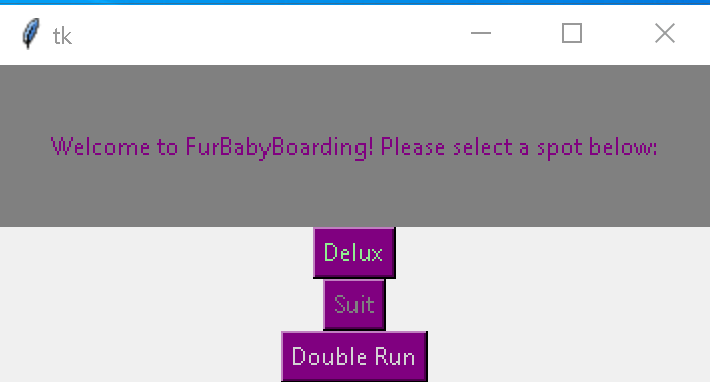 tk
Welcome to FurBabyBoarding! Please select a spot below:
Delux
Suit
Double Run